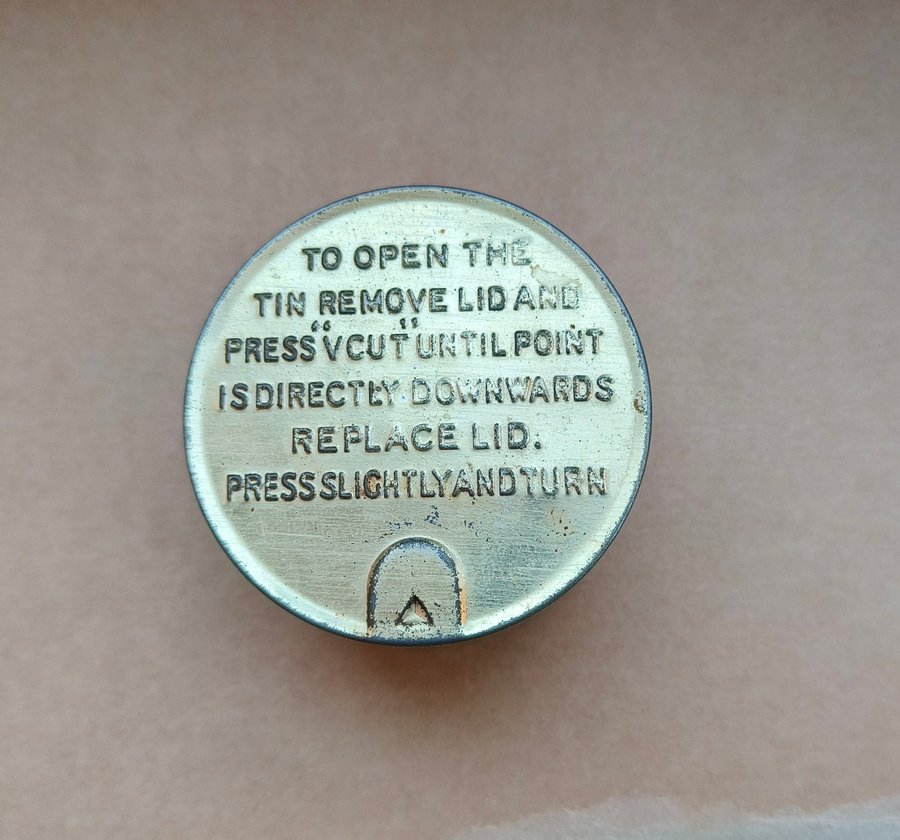 TO OPEN THE
TIN REMOVE LID AND
PRESS "V CUT" UNTIL POINT
IS DIRECTLY DOWNWARDS
REPLACE LID.
PRESS SLIGHTLY AND TURN